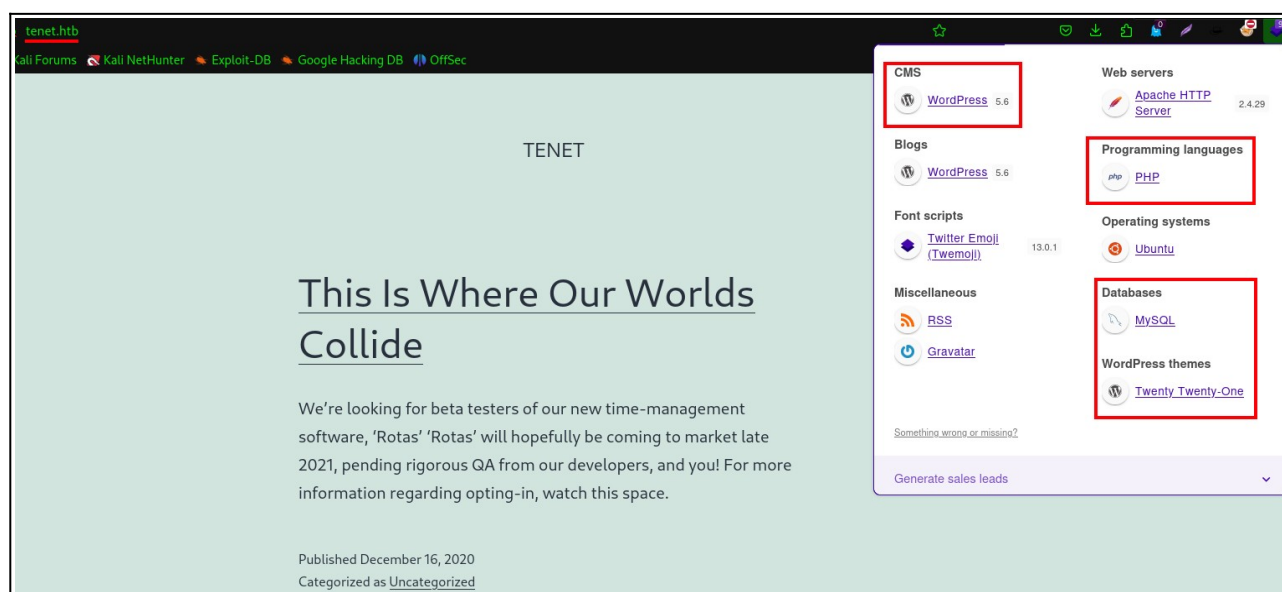 tenet.htb
Kali Forums Kali NetHunter Exploit-DB Google Hacking DB OffSec
TENET
This Is Where Our Worlds
Collide
We're looking for beta testers of our new time-management
software, 'Rotas' 'Rotas' will hopefully be coming to market late
2021, pending rigorous QA from our developers, and you! For more
information regarding opting-in, watch this space.
Published December 16, 2020
Categorized as Uncategorized
CMS
WordPress 5.6
Blogs
WordPress 5.6
Font scripts
Twitter Emoji
(Twemoji) 13.0.1
Miscellaneous
RSS
Gravatar
Web servers
Apache HTTP
Server 2.4.29
Programming languages
php PHP
Operating systems
Ubuntu
Databases
MySQL
WordPress themes
Twenty Twenty-One
Something wrong or missing?
Generate sales leads